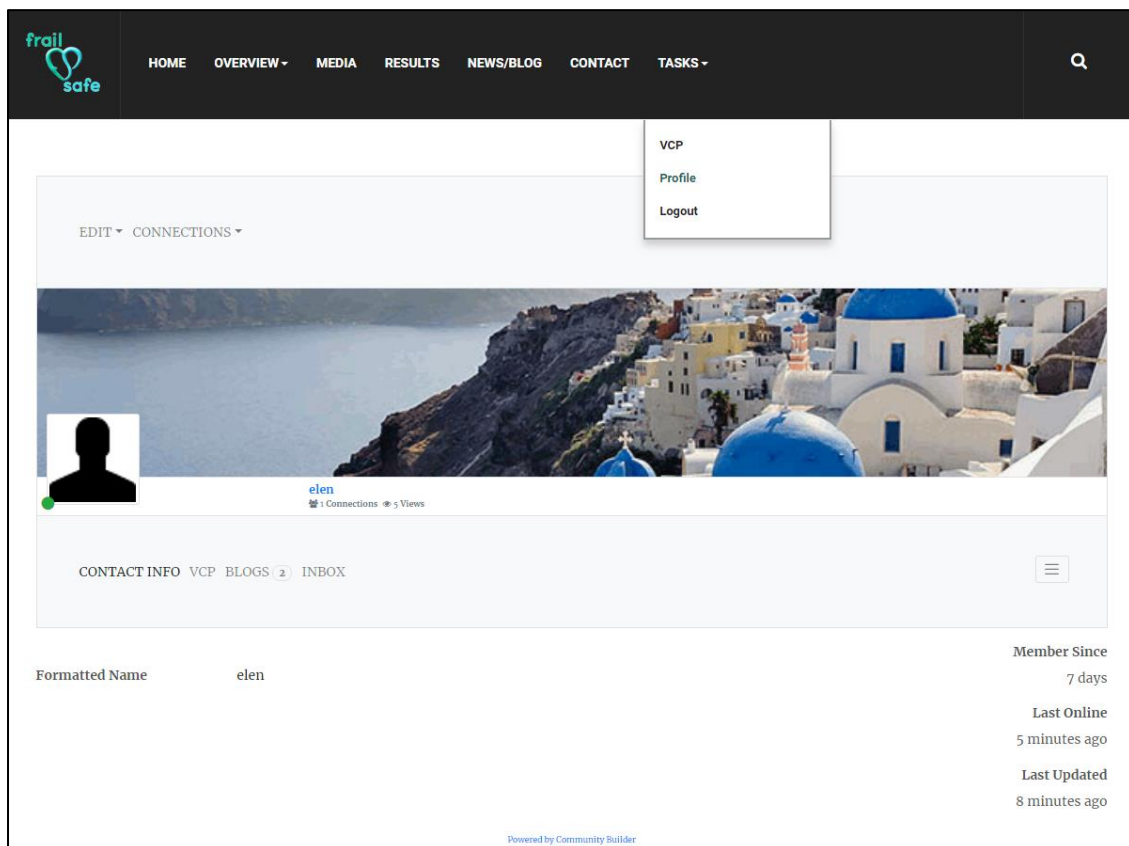 frail
safe
HOME OVERVIEW MEDIA RESULTS NEWS/BLOG CONTACT TASKS
VCP
Profile
Logout
EDIT CONNECTIONS
elen
1 Connections 5 Views
CONTACT INFO VCP BLOGS 2 INBOX
Member Since
Formatted Name elen
7 days
Last Online
5 minutes ago
Last Updated
8 minutes ago
Powered by Community Builder